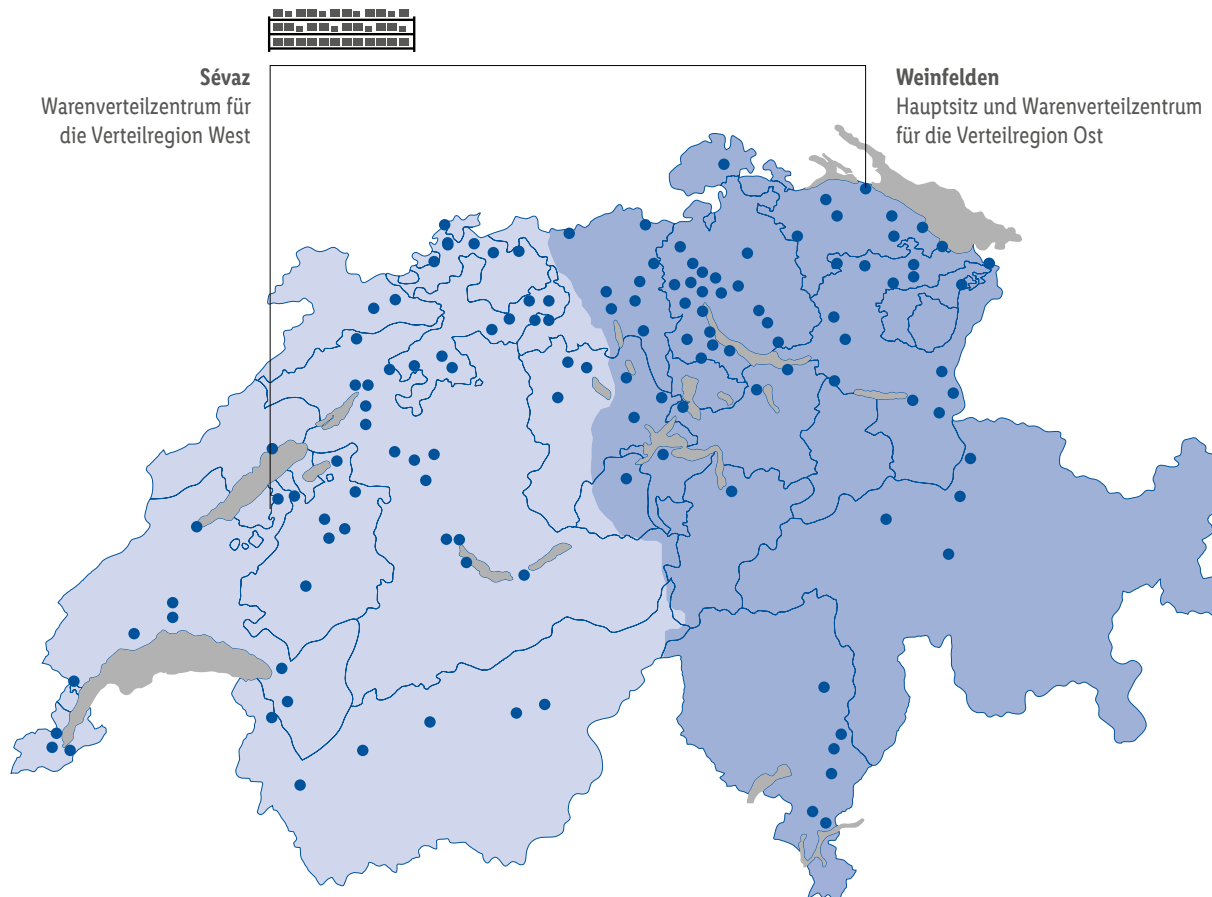 Sévaz
Warenverteilzentrum für
die Verteilregion West
Weinfelden
Hauptsitz und Warenverteilzentrum
für die Verteilregion Ost